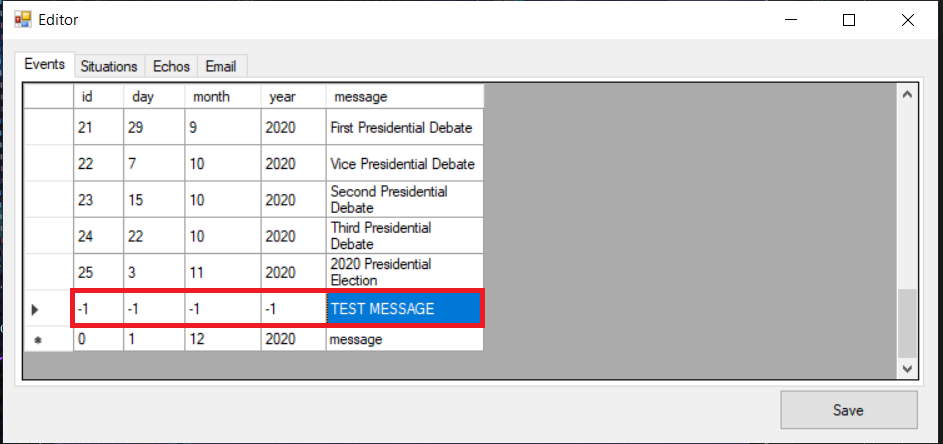 Editor
Events Situations Echos Email
id day month year message
21 29 9 2020 First Presidential Debate
22 7 10 2020 Vice Presidential Debate
23 15 10 2020 Second Presidential
Debate
24 22 10 2020 Third Presidential
Debate
25 3 11 2020 2020 Presidential
Election
-1 -1 -1 -1 TEST MESSAGE
0 1 12 2020 message
Save